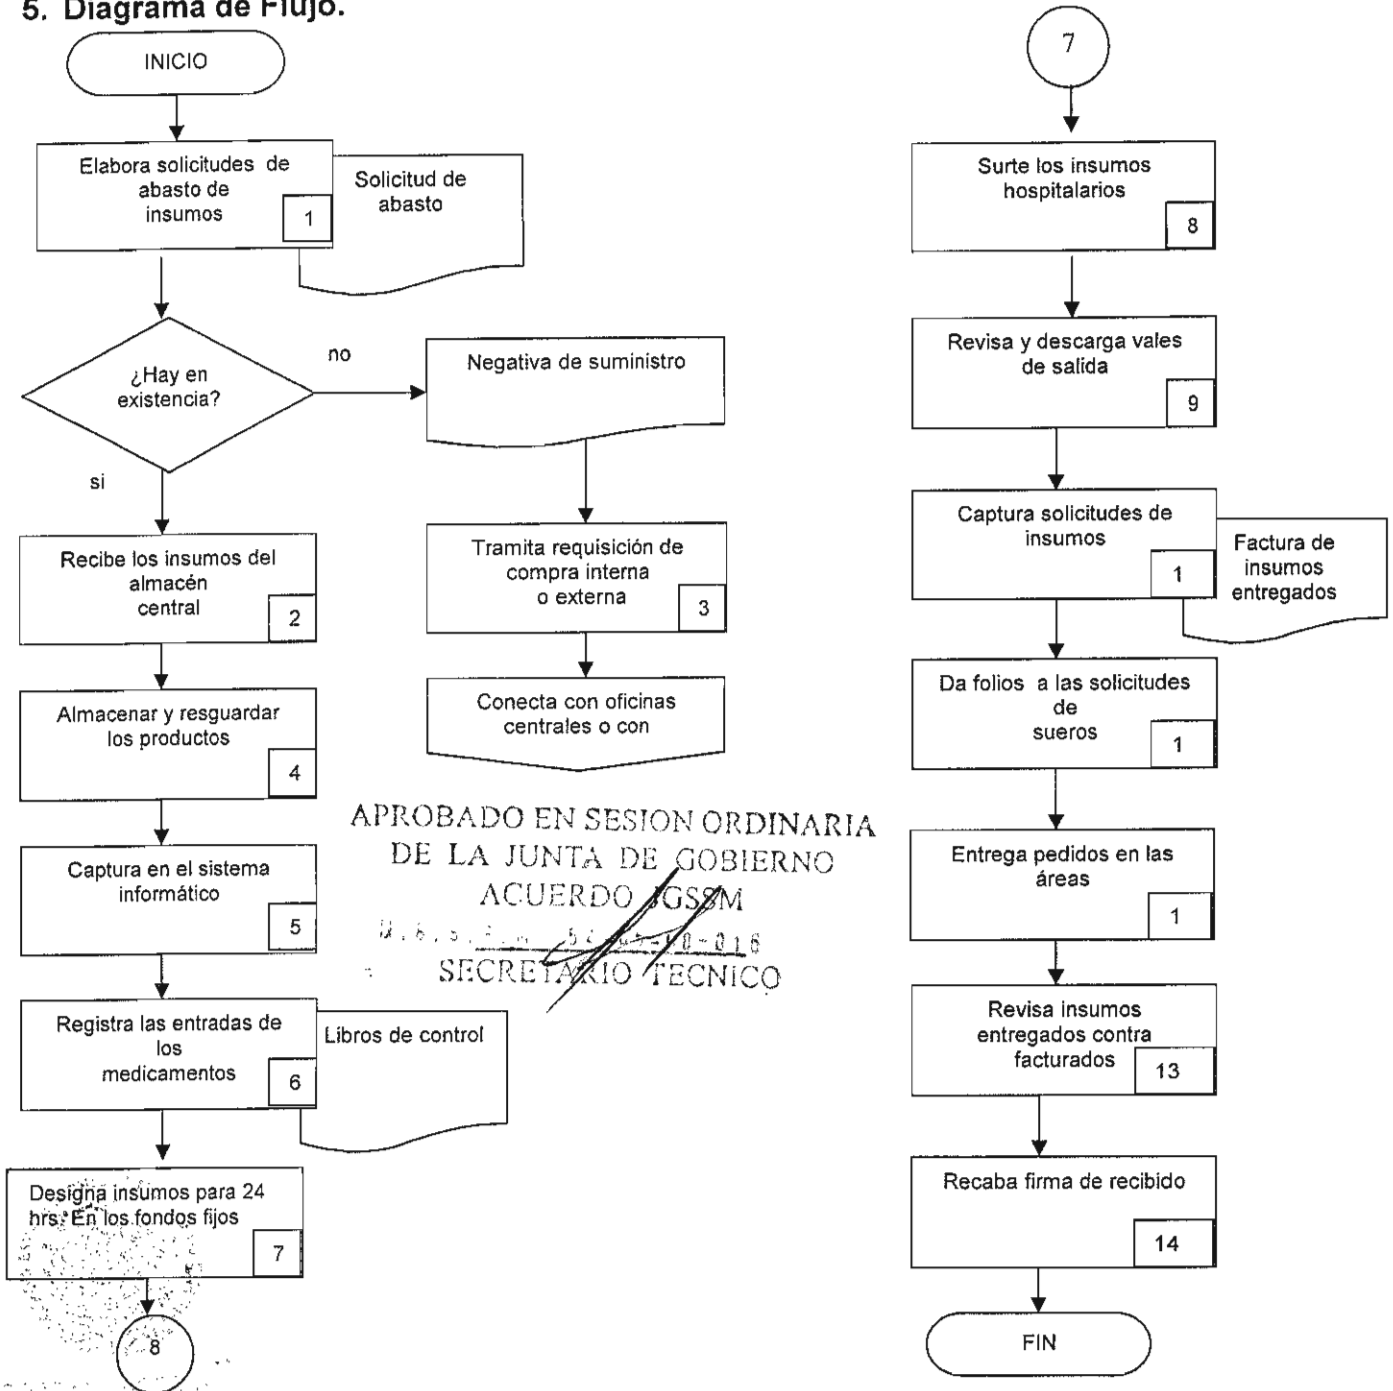 5. Diagrama de Flujo.
INICIO
Elabora solicitudes de
abasto de
insumos
1
Solicitud de
abasto
¿Hay en
existencia?
no
si
Negativa de suministro
Recibe los insumos del
almacén
central
2
Tramita requisición de
compra interna
o externa
3
Conecta con oficinas
centrales o con
Almacenar y resguardar
los productos
4
Captura en el sistema
informático
5
Registra las entradas de
los
medicamentos
6
Libros de control
Designa insumos para 24
hrs. En los fondos fijos
7
8
APROBADO EN SESION ORDINARIA
DE LA JUNTA DE GOBIERNO
ACUERDO JGSSM
SECRETARIO TECNICO
7
Surte los insumos
hospitalarios
8
Revisa y descarga vales
de salida
9
Captura solicitudes de
insumos
1
Factura de
insumos
entregados
Da folios a las solicitudes
de
sueros
1
Entrega pedidos en las
áreas
1
Revisa insumos
entregados contra
facturados
13
Recaba firma de recibido
14
FIN